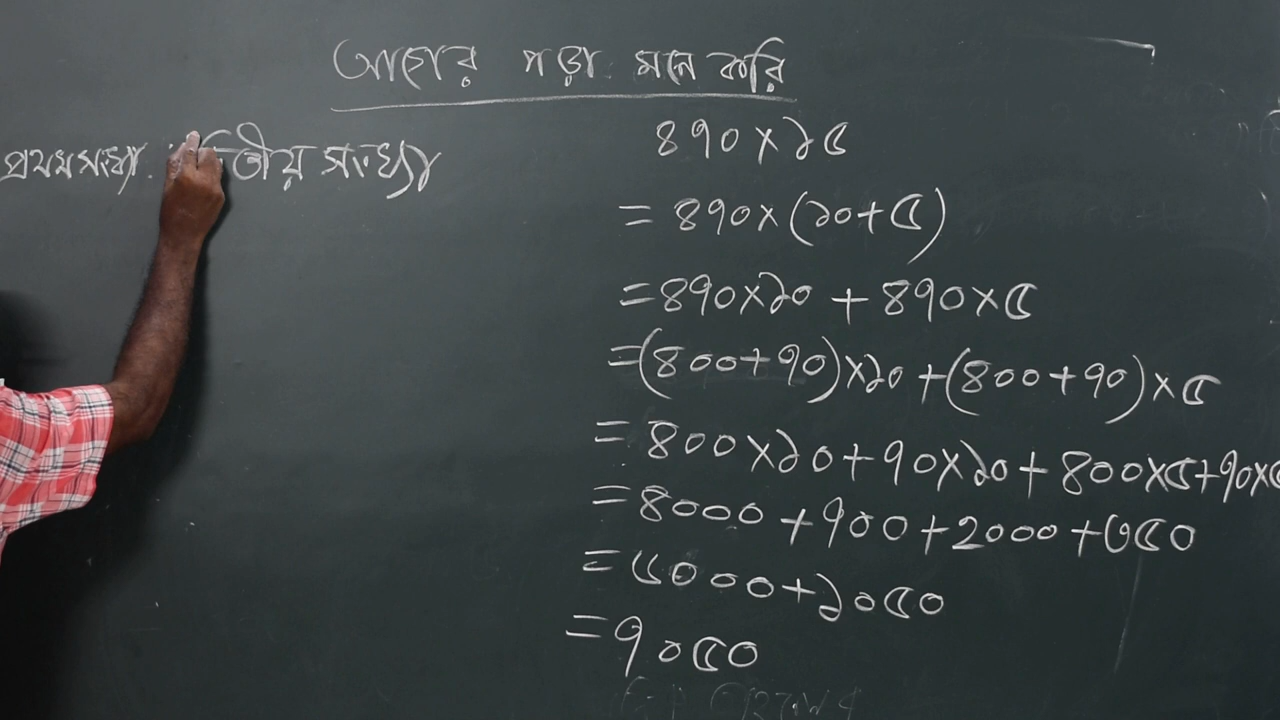 আগের পড়া মনে করি
প্রথম সংখ্যা. সংখ্যা
৪৭০×১৫
= ৪৭০×(১০+৫)
=৪৭০×১০ + ৪৭০×৫
=(৪০০+৭০)×১০+(৪০০+৭০)×৫
= ৪০০×১০+৭০×১০+৪০০×৫+৭০×
= ৪০০০+৭০০+২০০০+৩৫০
= ৬০০০+১০৫০
= ৭০৫০